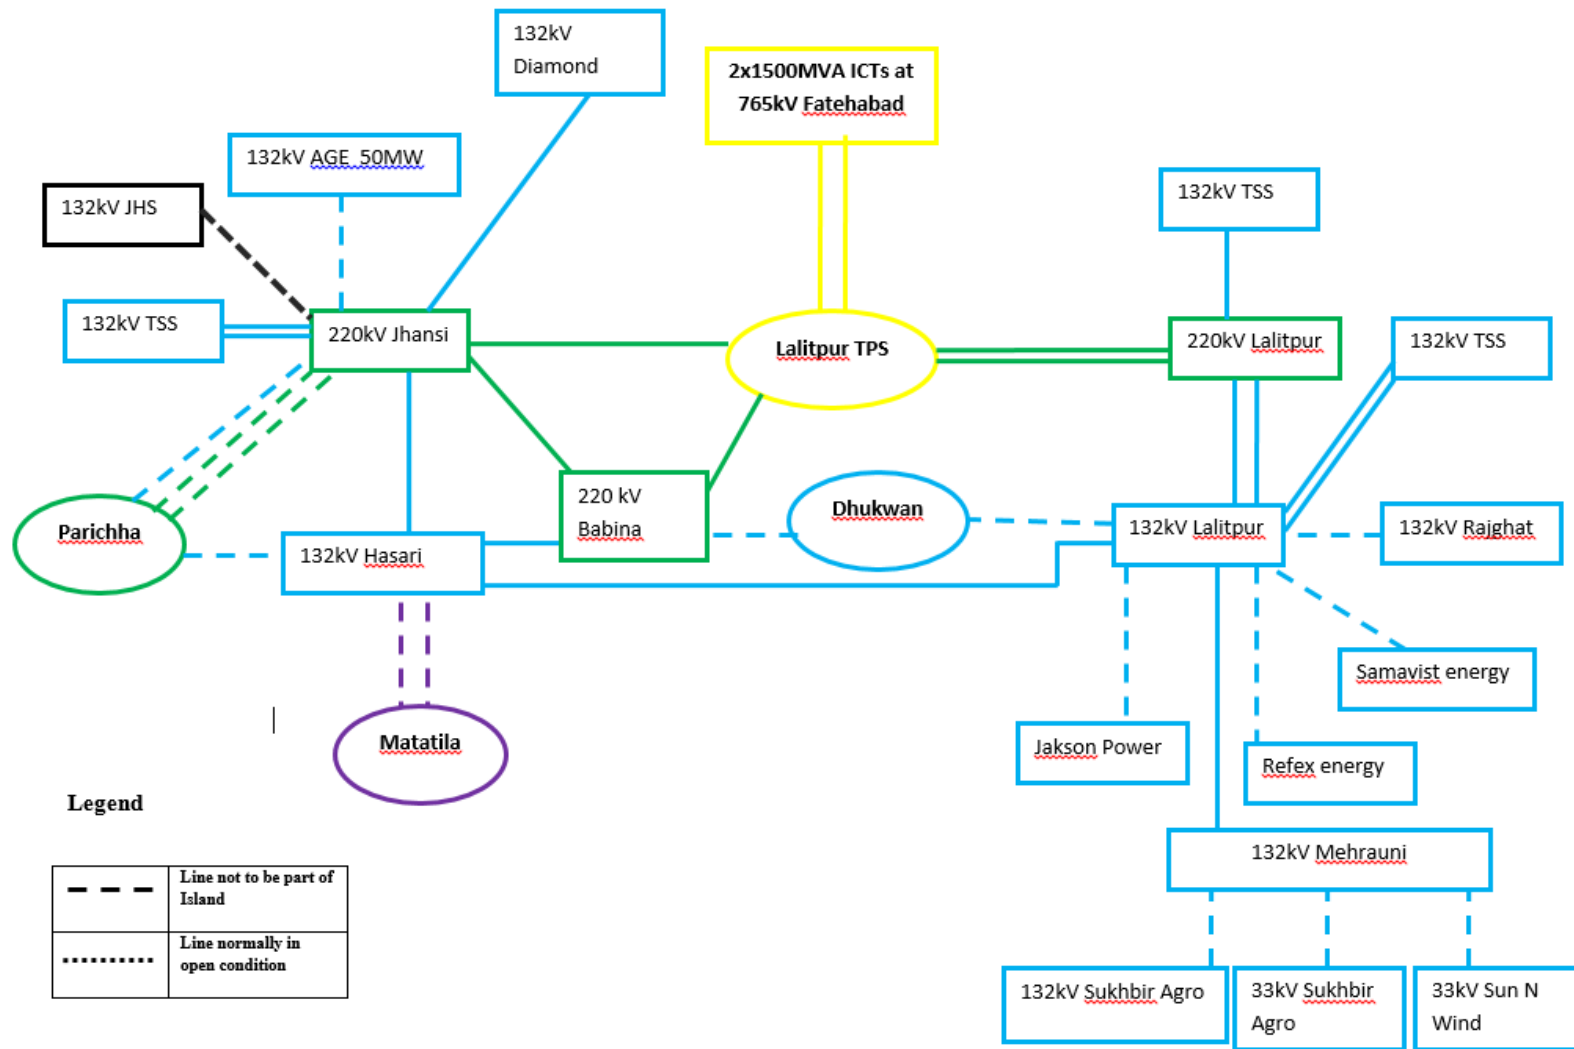 132kV
Diamond
2x1500MVA ICTs at
765kV Fatehabad
132kV AGE 50MW
132kV JHS
132kV TSS
132kV TSS
220kV Jhansi
Lalitpur TPS
220kV Lalitpur
132kV TSS
220 kV
Babina
Dhukwan
132kV Lalitpur
132kV Rajghat
Parichha
132kV Hasari
Samavist energy
Matatila
Jakson Power
Refex energy
Legend
132kV Mehrauni
Line not to be part of
Island
Line normally in
open condition
132kV Sukhbir Agro
33kV Sukhbir
Agro
33kV Sun N
Wind